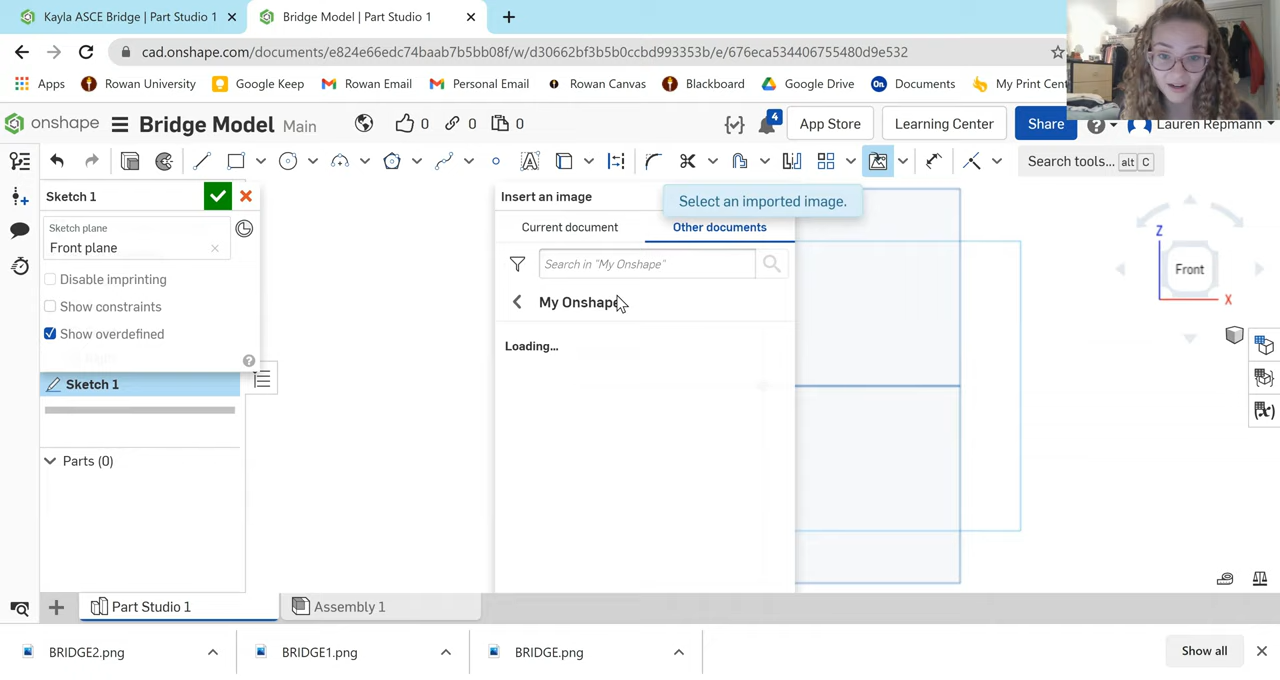 Kayla ASCE Bridge | Part Studio 1
Bridge Model | Part Studio 1
cad.onshape.com/documents/e824e66edc74baab7b5bb08f/w/d30662bf3b5b0ccbd993353b/e/676eca534406755480d9e532
Apps Rowan University Google Keep Rowan Email Personal Email Rowan Canvas Blackboard Google Drive On Documents My Print Cent
onshape Bridge Model Main 0 0 4 App Store Learning Center Share Lauren Repmann
Search tools... alt C
Sketch 1
Insert an image
Select an imported image.
Sketch plane
Front plane
Current document Other documents
Search in "My Onshape"
Disable imprinting
Show constraints
Show overdefined
My Onshape
Loading...
Sketch 1
Parts (0)
Z
Front
X
Part Studio 1 Assembly 1
BRIDGE2.png BRIDGE1.png BRIDGE.png Show all